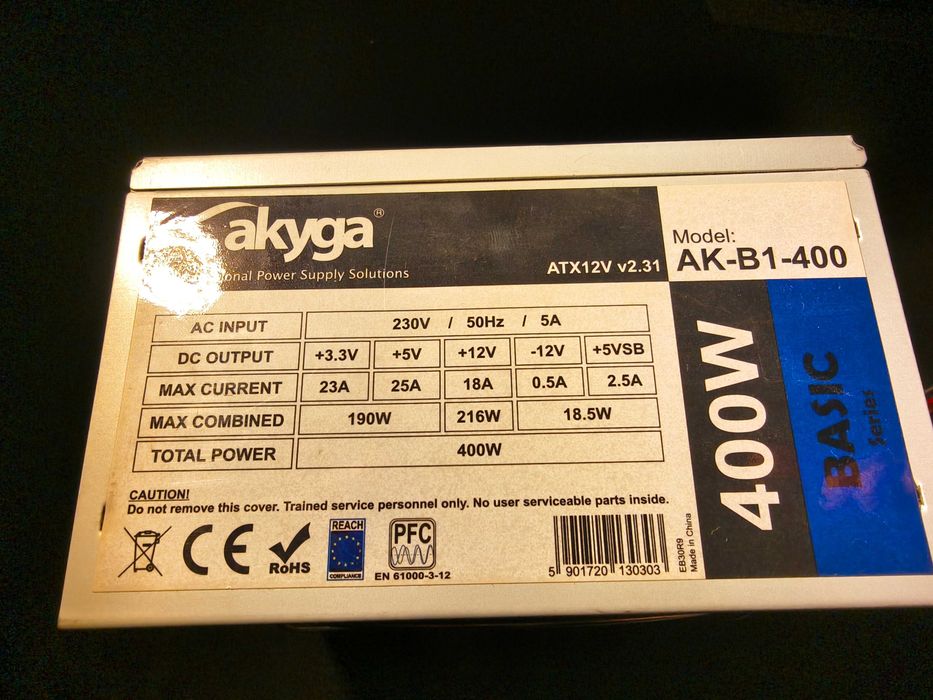 akyga®
Power Supply Solutions
ATX12V v2.31
Model:
AK-B1-400
AC INPUT 230V / 50Hz / 5A
DC OUTPUT +3.3V +5V +12V -12V +5VSB
MAX CURRENT 23A 25A 18A 0.5A 2.5A
MAX COMBINED 190W 216W 18.5W
TOTAL POWER 400W
400W
BASIC
Series
CAUTION!
Do not remove this cover. Trained service personnel only. No user serviceable parts inside.
CE
RoHS
REACH
COMPLIANCE
PFC
EN 61000-3-12
5 901720 130303
EB30R9
Made in China